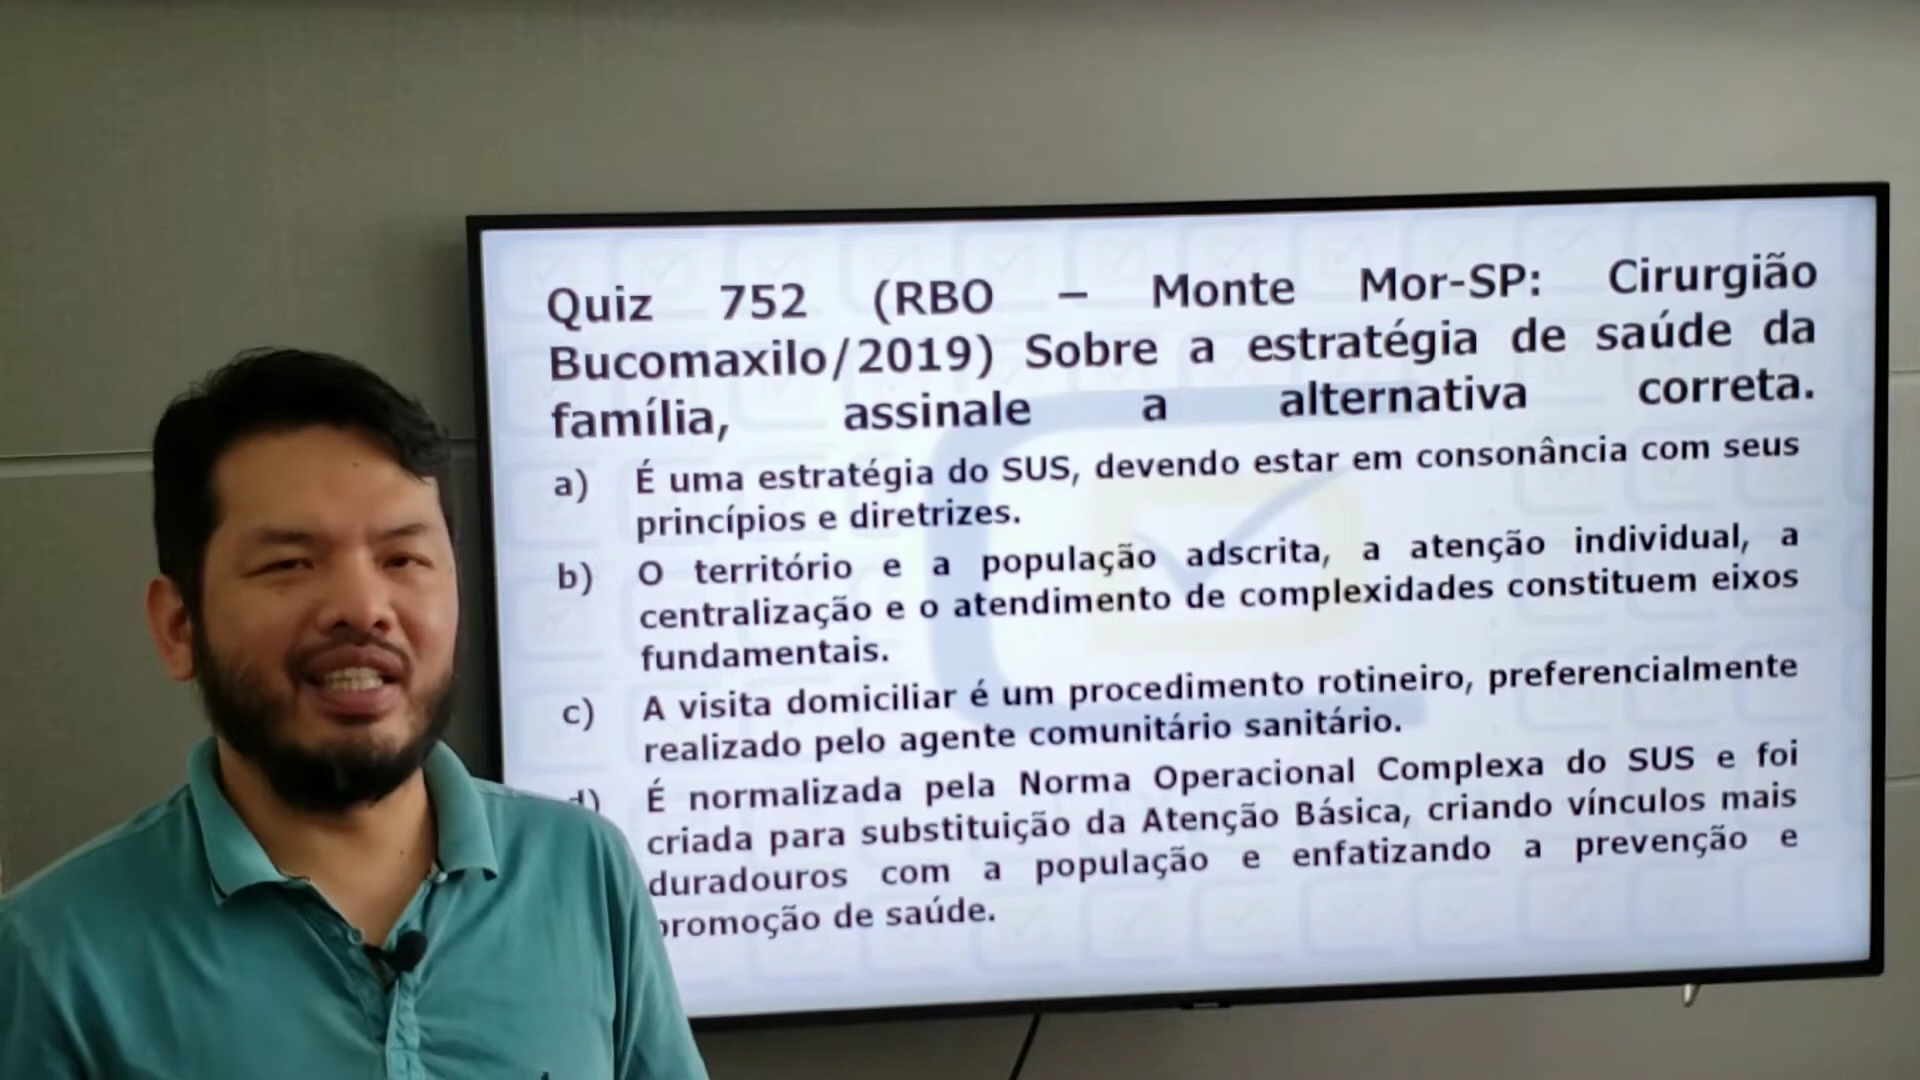 Quiz 752 (RBO – Monte Mor-SP: Cirurgião
Bucomaxilo/2019) Sobre a estratégia de saúde da
família, assinale a alternativa correta.
a) É uma estratégia do SUS, devendo estar em consonância com seus
princípios e diretrizes.
b) O território e a população adscrita, a atenção individual, a
centralização e o atendimento de complexidades constituem eixos
fundamentais.
c) A visita domiciliar é um procedimento rotineiro, preferencialmente
realizado pelo agente comunitário sanitário.
d) É normalizada pela Norma Operacional Complexa do SUS e foi
criada para substituição da Atenção Básica, criando vínculos mais
duradouros com a população e enfatizando a prevenção e
promoção de saúde.